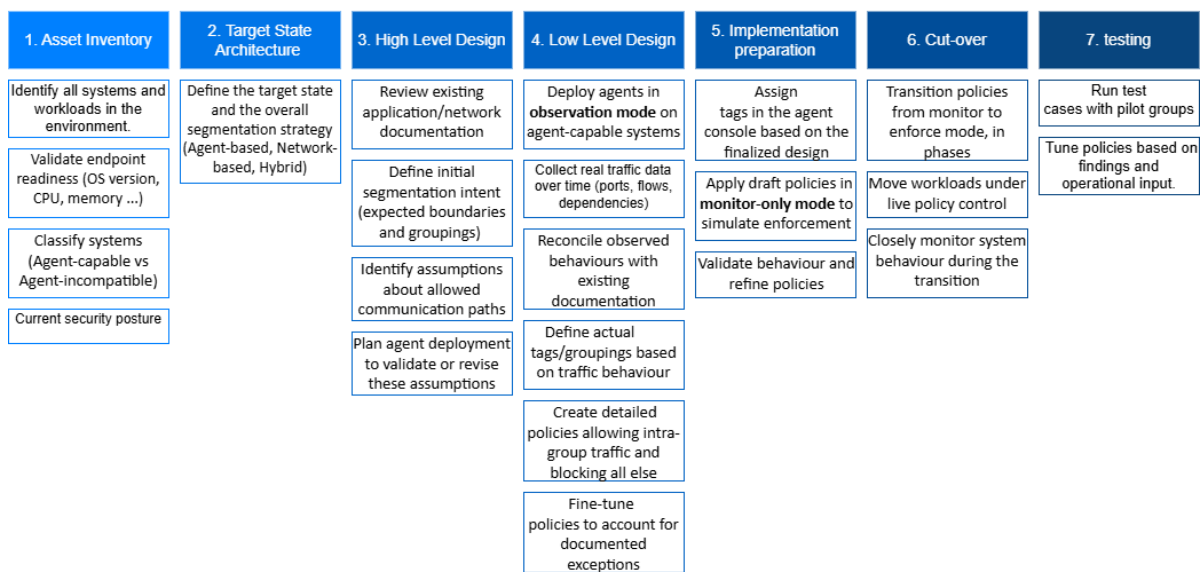 1. Asset Inventory
Identify all systems and
workloads in the
environment.
Validate endpoint
readiness (OS version,
CPU, memory ...)
Classify systems
(Agent-capable vs
Agent-incompatible)
Current security posture
2. Target State
Architecture
Define the target state
and the overall
segmentation strategy
(Agent-based, Network-
based, Hybrid)
3. High Level Design
Review existing
application/network
documentation
Define initial
segmentation intent
(expected boundaries
and groupings)
Identify assumptions
about allowed
communication paths
Plan agent deployment
to validate or revise
these assumptions
4. Low Level Design
Deploy agents in
observation mode on
agent-capable systems
Collect real traffic data
over time (ports, flows,
dependencies)
Reconcile observed
behaviours with
existing
documentation
Define actual
tags/groupings based
on traffic behaviour
Create detailed
policies allowing intra-
group traffic and
blocking all else
Fine-tune
policies to account for
documented
exceptions
5. Implementation
preparation
Assign
tags in the agent
console based on the
finalized design
Apply draft policies in
monitor-only mode to
simulate enforcement
Validate behaviour and
refine policies
6. Cut-over
Transition policies
from monitor to
enforce mode, in
phases
Move workloads under
live policy control
Closely monitor system
behaviour during the
transition
7. testing
Run test
cases with pilot groups
Tune policies based on
findings and
operational input.